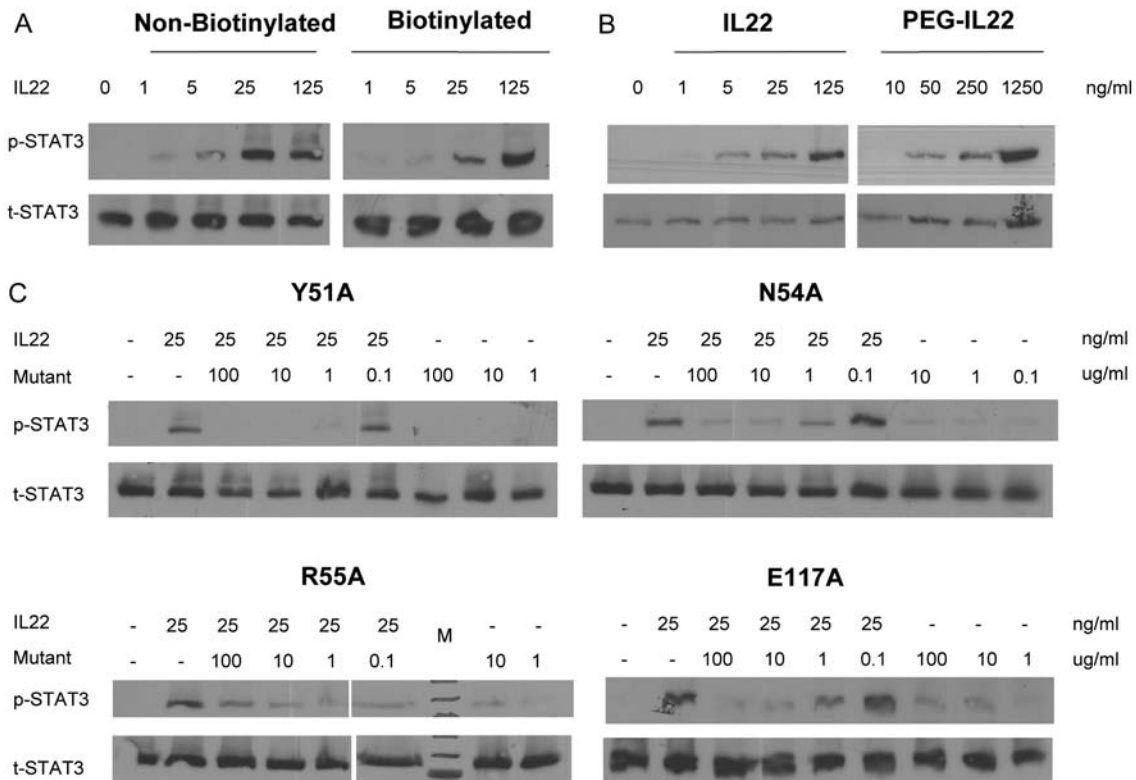 A Non-Biotinylated Biotinylated B IL22 PEG-IL22
IL22 0 1 5 25 125 1 5 25 125 0 1 5 25 125 10 50 250 1250 ng/ml
p-STAT3
t-STAT3
C Y51A N54A
IL22 - 25 25 25 25 25 - - - - 25 25 25 25 25 - - - ng/ml
Mutant - - 100 10 1 0.1 100 10 1 - - 100 10 1 0.1 10 1 0.1 ug/ml
p-STAT3
t-STAT3
R55A E117A
IL22 - 25 25 25 25 25 M - - - 25 25 25 25 25 - - - ng/ml
Mutant - - 100 10 1 0.1 10 1 - - 100 10 1 0.1 100 10 1 ug/ml
p-STAT3
t-STAT3